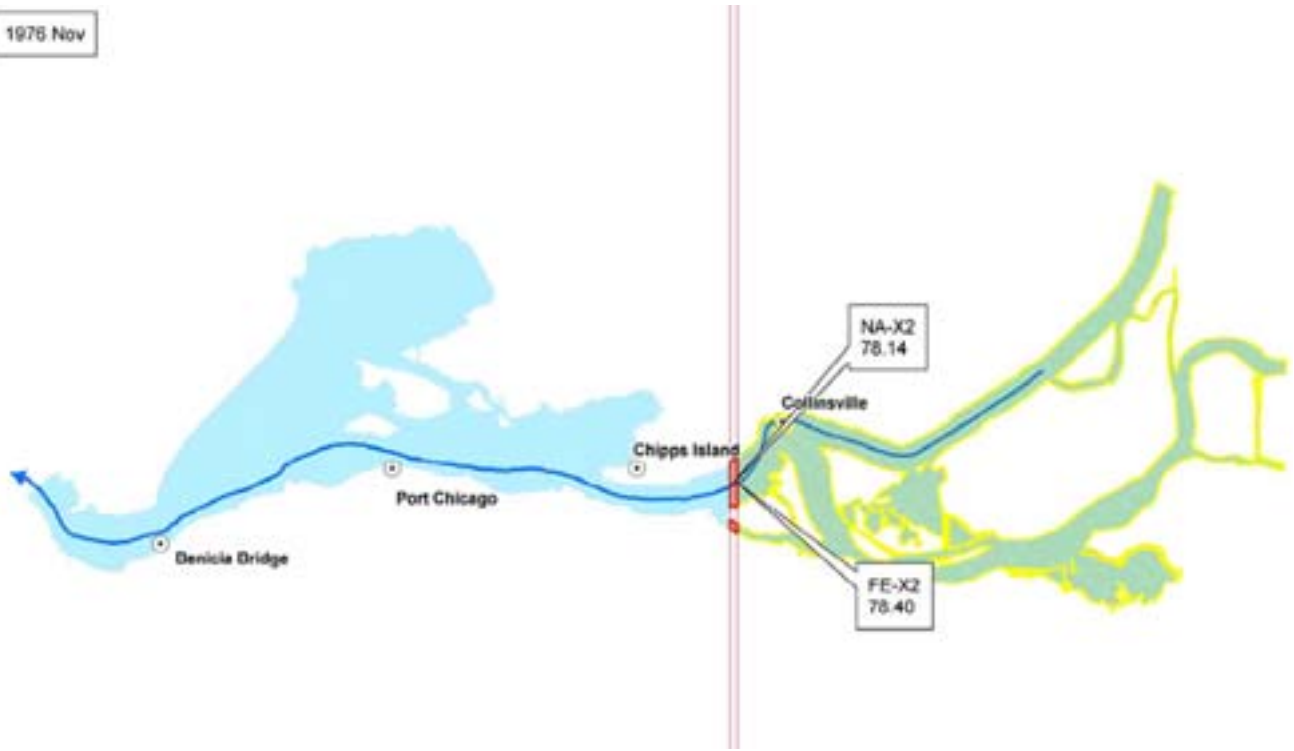 1976 Nov
NA-X2
78.14
Collinsville
Chipps Island
Port Chicago
Benicia Bridge
FE-X2
78.40